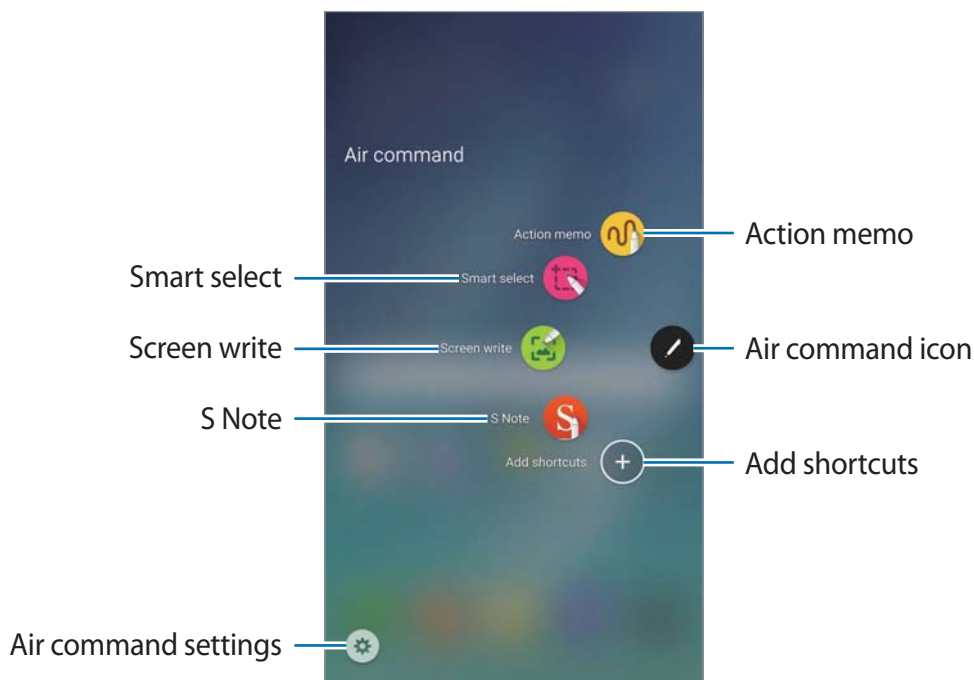 Air command
Action memo
Action memo
Smart select
Smart select
Screen write
Screen write
Air command icon
S Note
S Note
Add shortcuts
Add shortcuts
Air command settings